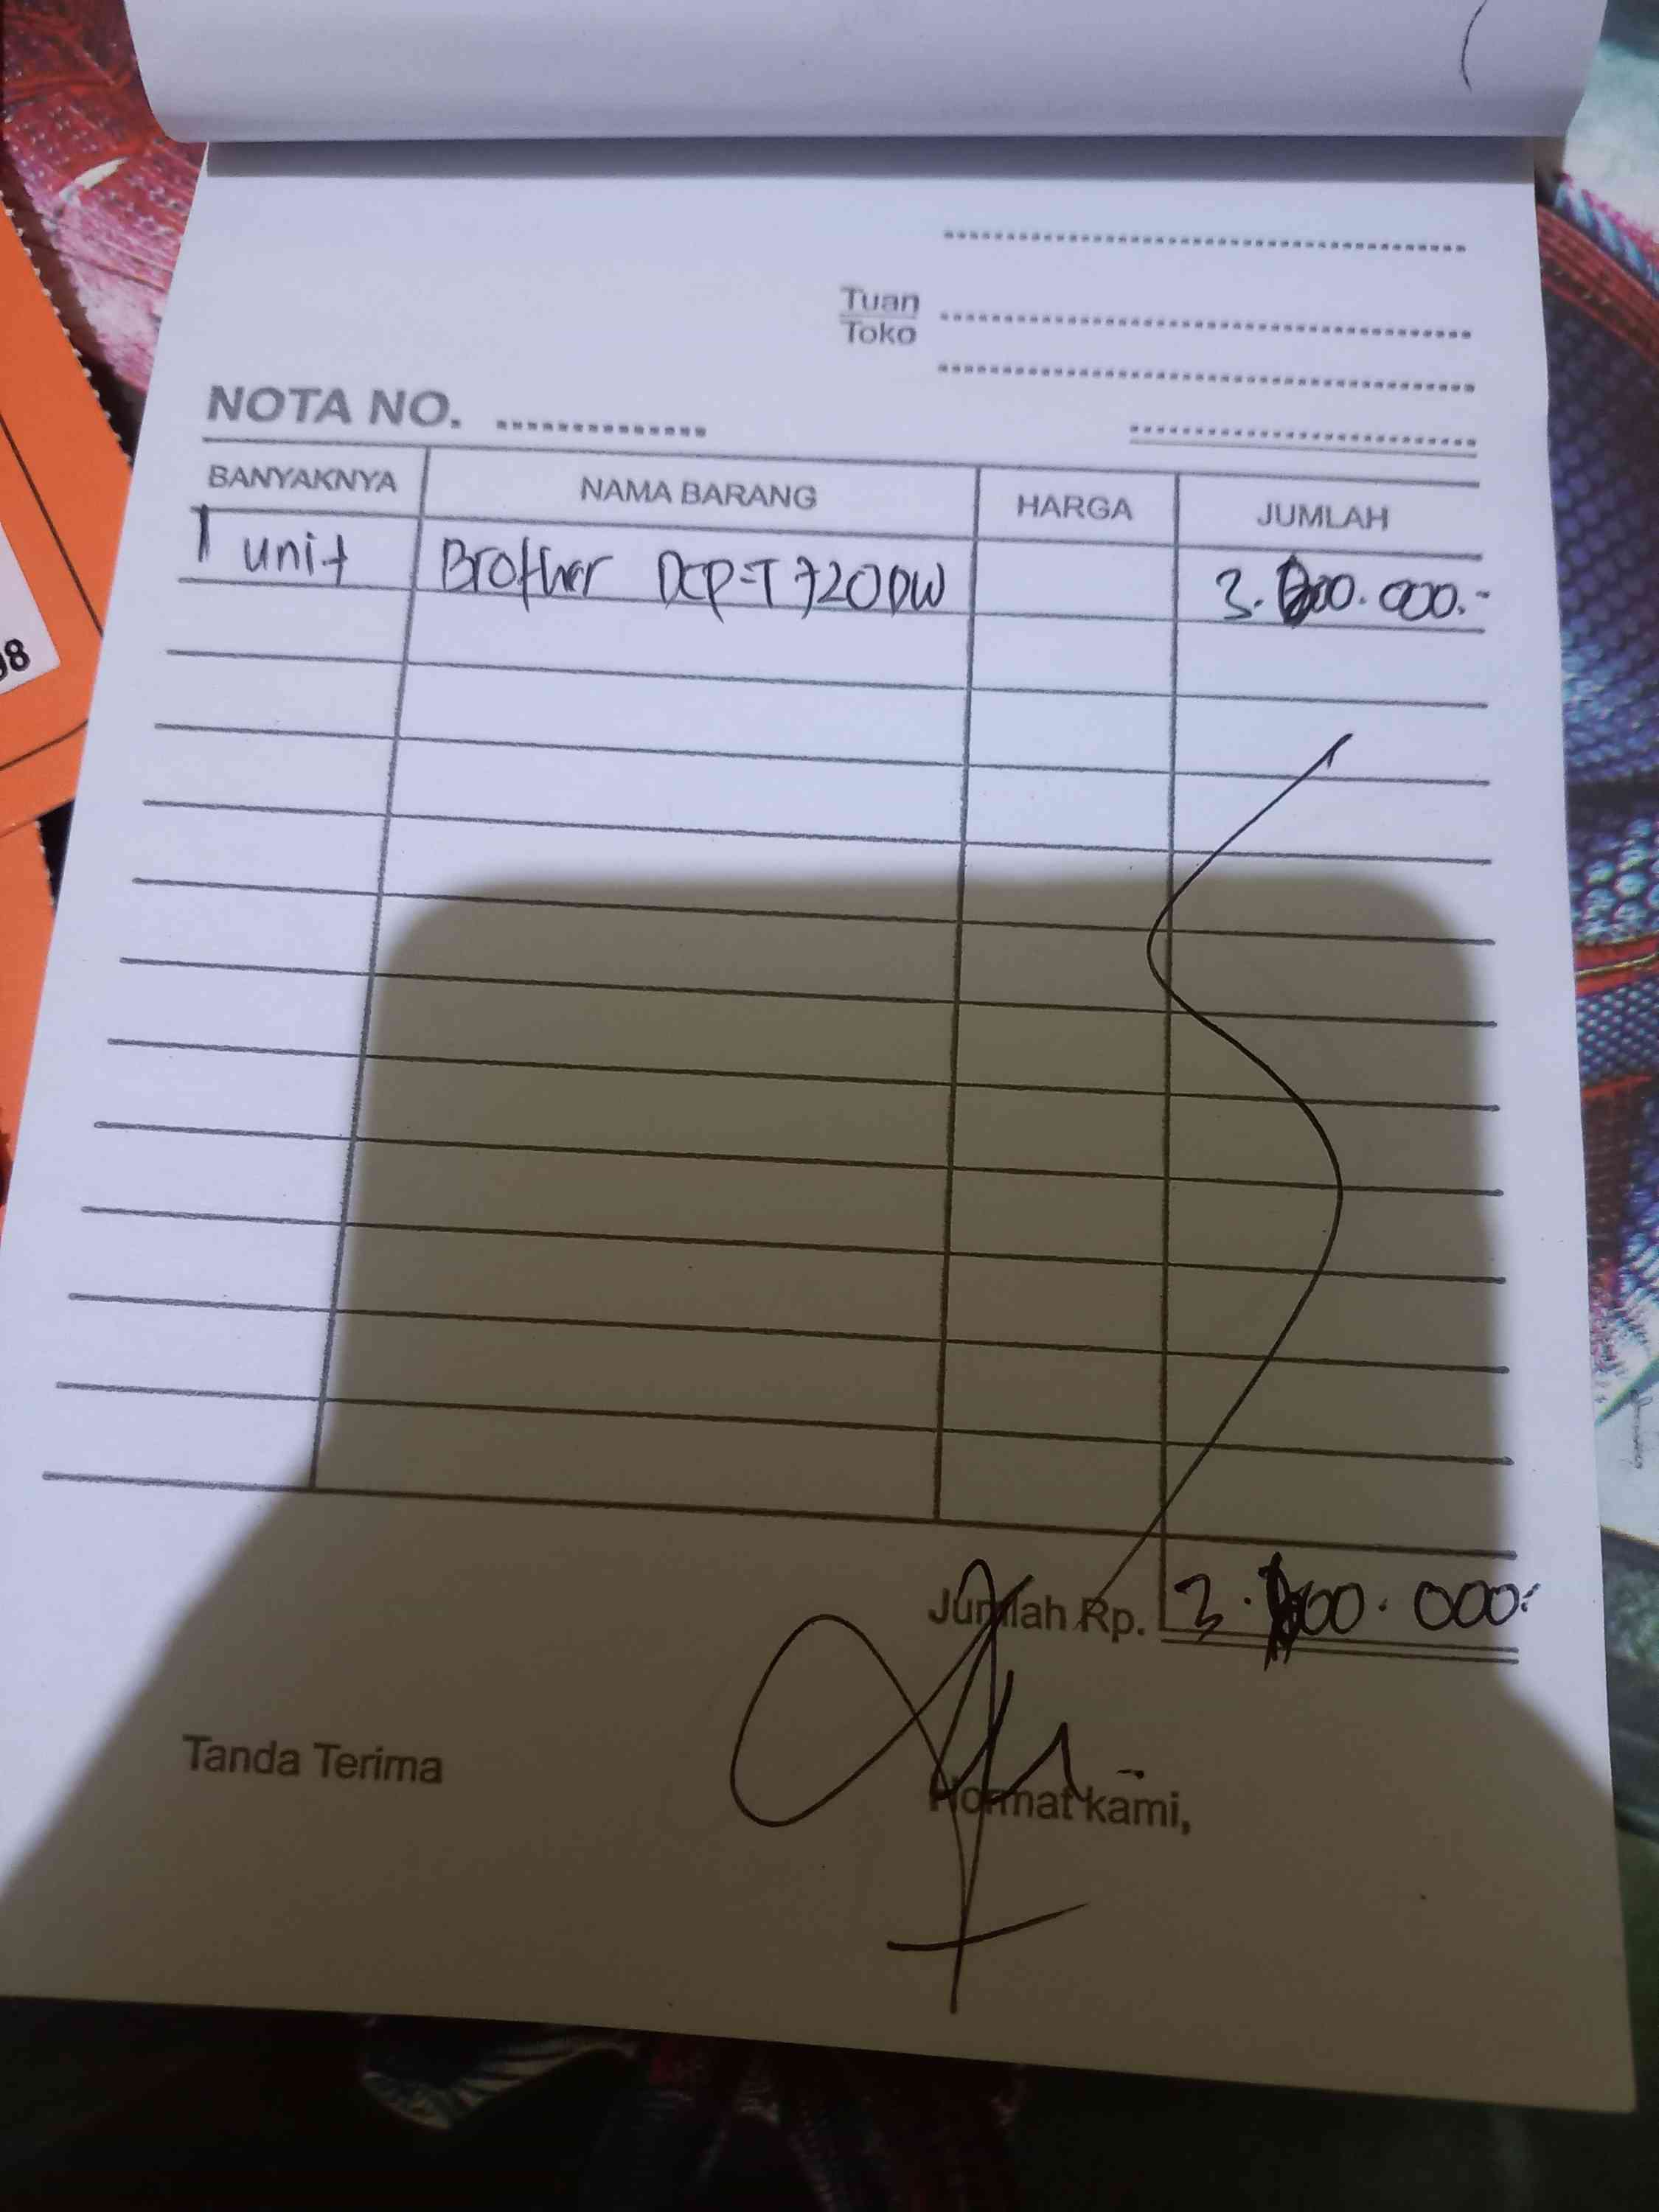 Tuan
Toko
NOTA NO.
BANYAKNYA NAMA BARANG HARGA JUMLAH
1 unit Brother DCP-T720DW
Jumlah Rp.
Tanda Terima Hormat kami,
98